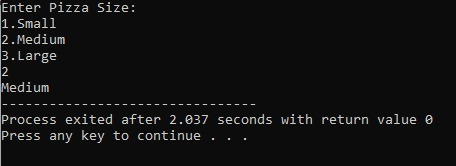 Enter Pizza Size:
1.Small
2.Medium
3.Large
2
Medium
--------------------------------
Process exited after 2.037 seconds with return value 0
Press any key to continue . . .